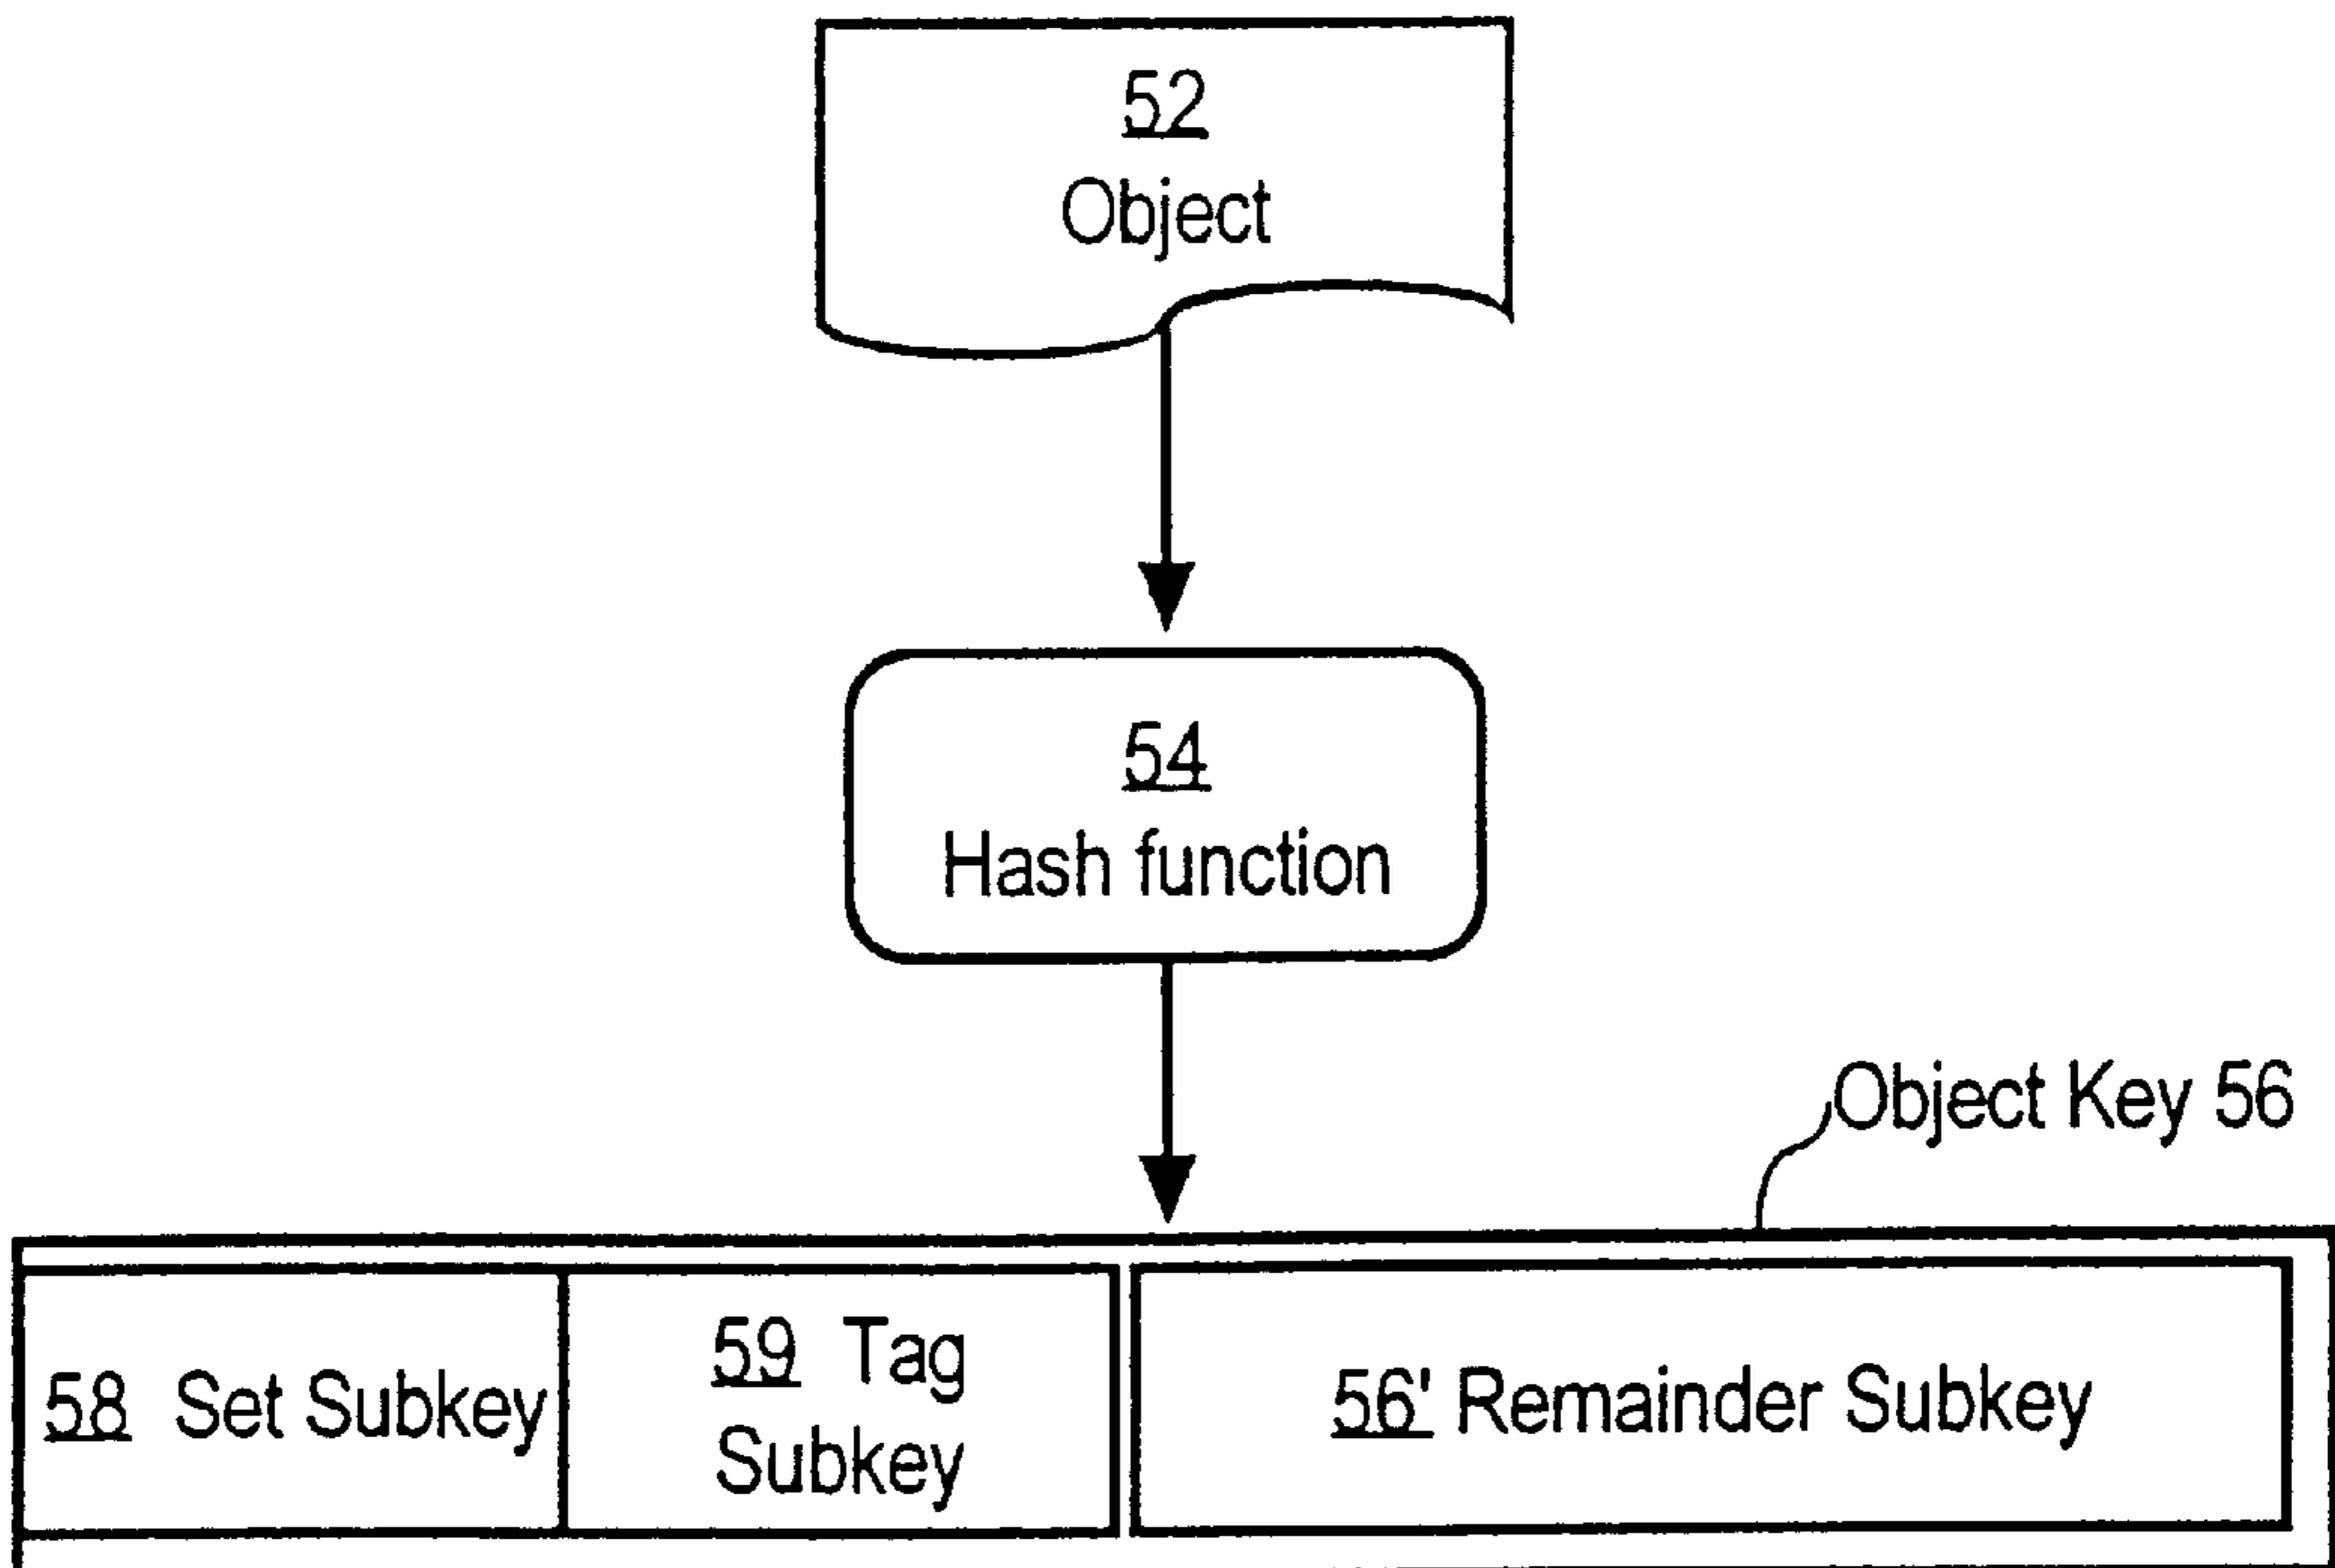 52
Object
54
Hash function
Object Key 56
58 Set Subkey
59 Tag
Subkey
56' Remainder Subkey